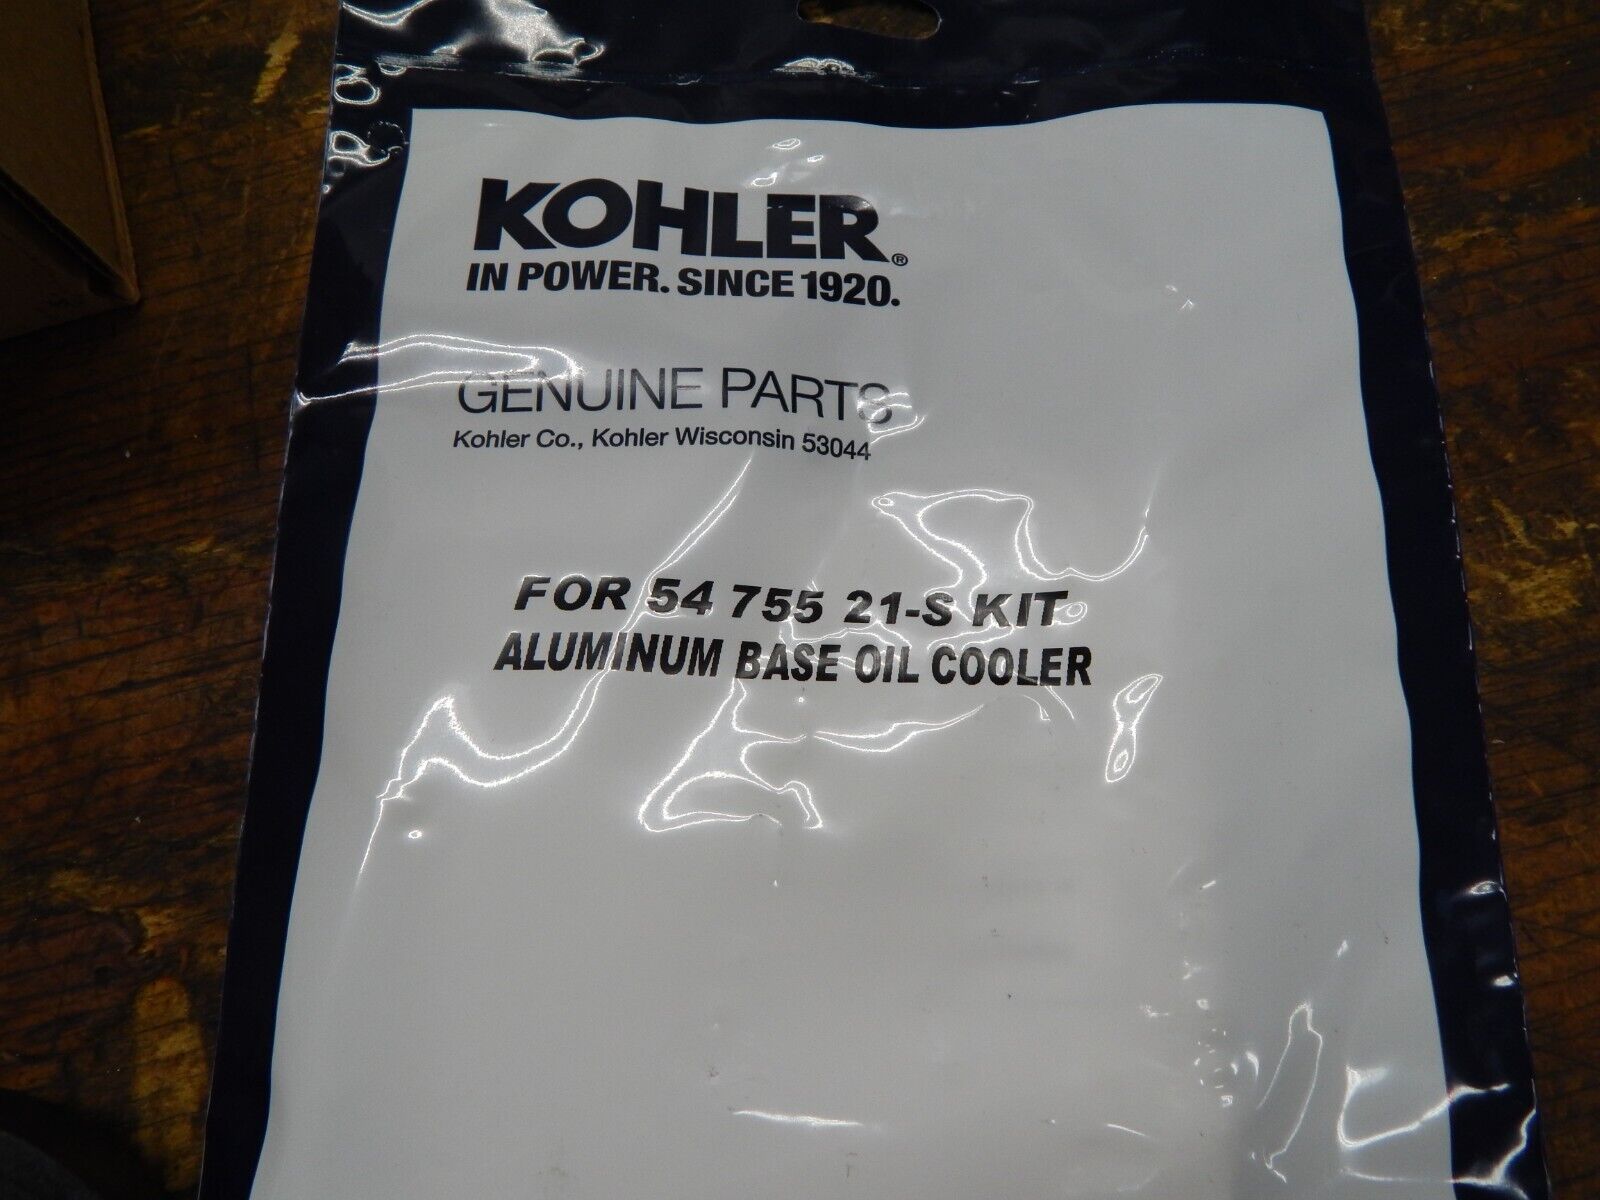 KOHLER®
IN POWER. SINCE 1920.
GENUINE PARTS
Kohler Co., Kohler Wisconsin 53044
FOR 54 755 21-S KIT
ALUMINUM BASE OIL COOLER